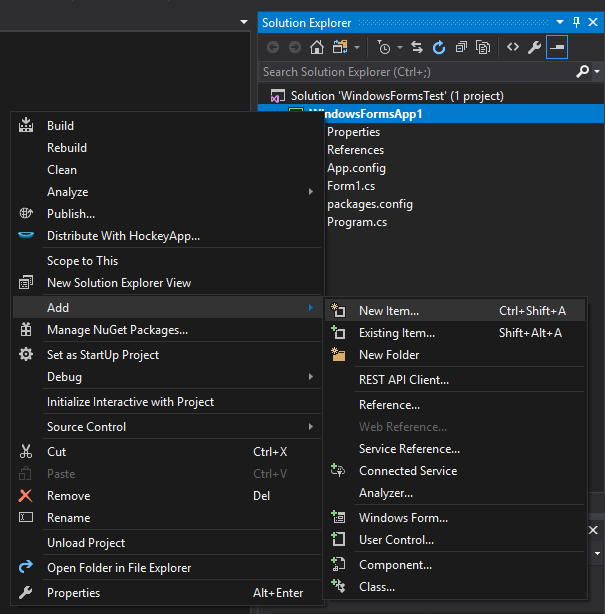 Solution Explorer
Search Solution Explorer (Ctrl+;)
Solution 'WindowsFormsTest' (1 project)
WindowsFormsApp1
Properties
References
App.config
Form1.cs
packages.config
Program.cs
Build
Rebuild
Clean
Analyze
Publish...
Distribute With HockeyApp...
Scope to This
New Solution Explorer View
Add
Manage NuGet Packages...
Set as StartUp Project
Debug
Initialize Interactive with Project
Source Control
Cut Ctrl+X
Paste Ctrl+V
Remove Del
Rename
Unload Project
Open Folder in File Explorer
Properties Alt+Enter
New Item... Ctrl+Shift+A
Existing Item... Shift+Alt+A
New Folder
REST API Client...
Reference...
Web Reference...
Service Reference...
Connected Service
Analyzer...
Windows Form...
User Control...
Component...
Class...